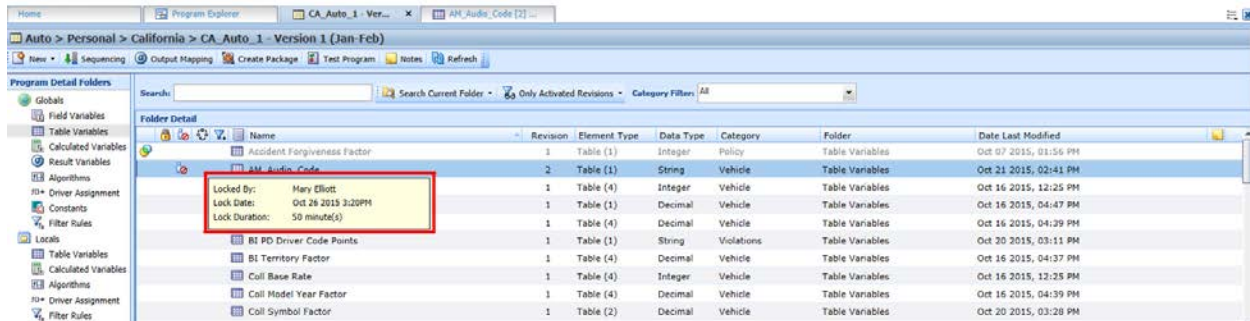 Home Program Explorer CA_Auto_1 - Ver... x AM_Audio_Code [2] ...
Auto > Personal > California > CA_Auto_1 - Version 1 (Jan-Feb)
New Sequencing Output Mapping Create Package Test Program Notes Refresh
Program Detail Folders
Globals
Field Variables
Table Variables
Calculated Variables
Result Variables
Algorithms
Driver Assignment
Constants
Filter Rules
Locals
Table Variables
Calculated Variables
Algorithms
Driver Assignment
Filter Rules
Search: Search Current Folder Only Activated Revisions Category Filter: All
Folder Detail
Name Revision Element Type Data Type Category Folder Date Last Modified
Accident Forgiveness Factor 1 Table (1) Integer Policy Table Variables Oct 07 2015, 01:56 PM
AM_Audio_Code 2 Table (1) String Vehicle Table Variables Oct 21 2015, 02:41 PM
1 Table (4) Integer Vehicle Table Variables Oct 16 2015, 12:25 PM
1 Table (1) Decimal Vehicle Table Variables Oct 16 2015, 04:47 PM
1 Table (4) Decimal Vehicle Table Variables Oct 16 2015, 04:39 PM
Locked By: Mary Elliott
Lock Date: Oct 26 2015 3:20PM
Lock Duration: 50 minute(s)
BI PD Driver Code Points 1 Table (1) String Violations Table Variables Oct 20 2015, 03:11 PM
BI Territory Factor 1 Table (4) Decimal Vehicle Table Variables Oct 16 2015, 04:37 PM
Coll Base Rate 1 Table (4) Integer Vehicle Table Variables Oct 16 2015, 12:25 PM
Coll Model Year Factor 1 Table (4) Decimal Vehicle Table Variables Oct 16 2015, 04:39 PM
Coll Symbol Factor 1 Table (2) Decimal Vehicle Table Variables Oct 20 2015, 03:28 PM